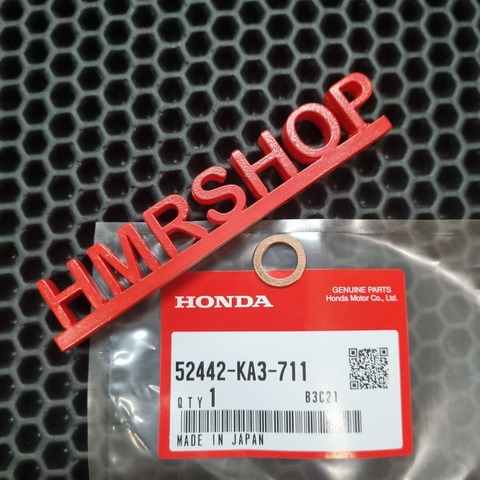 HMRSHOP
HONDA
GENUINE PARTS
Honda Motor Co., Ltd.
52442-KA3-711
QTY 1
B3C21
MADE IN JAPAN